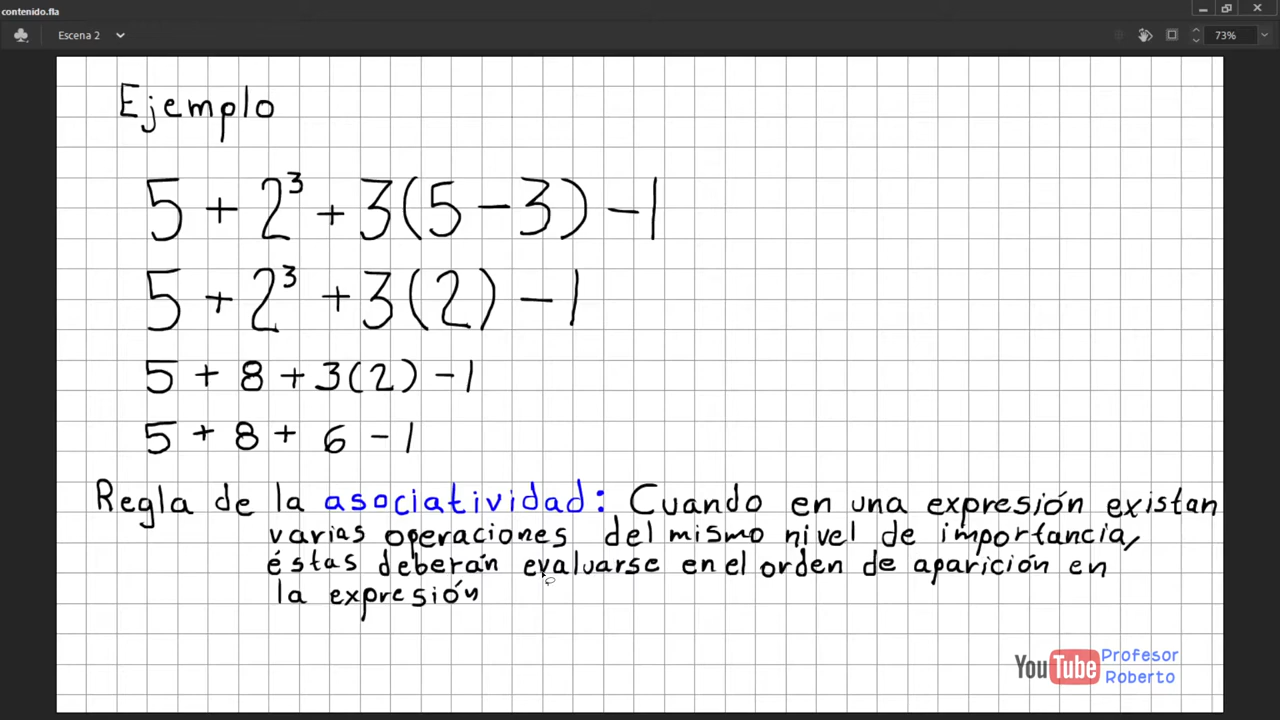 contenido.fla
Escena 2
73%
Ejemplo
5 + 2³ + 3(5 - 3) - 1
5 + 2³ + 3(2) - 1
5 + 8 + 3(2) - 1
5 + 8 + 6 - 1
Regla de la asociatividad: Cuando en una expresión existan
varias operaciones del mismo nivel de importancia,
éstas deberán evaluarse en el orden de aparición en
la expresión
YouTube Profesor
Roberto